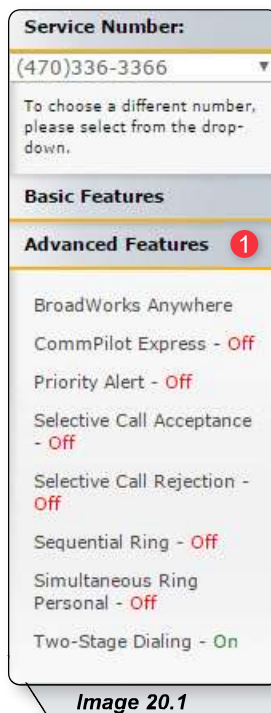 Service Number:
(470)336-3366
To choose a different number,
please select from the drop-
down.
Basic Features
Advanced Features 1
BroadWorks Anywhere
CommPilot Express - Off
Priority Alert - Off
Selective Call Acceptance
- Off
Selective Call Rejection -
Off
Sequential Ring - Off
Simultaneous Ring
Personal - Off
Two-Stage Dialing - On
Image 20.1